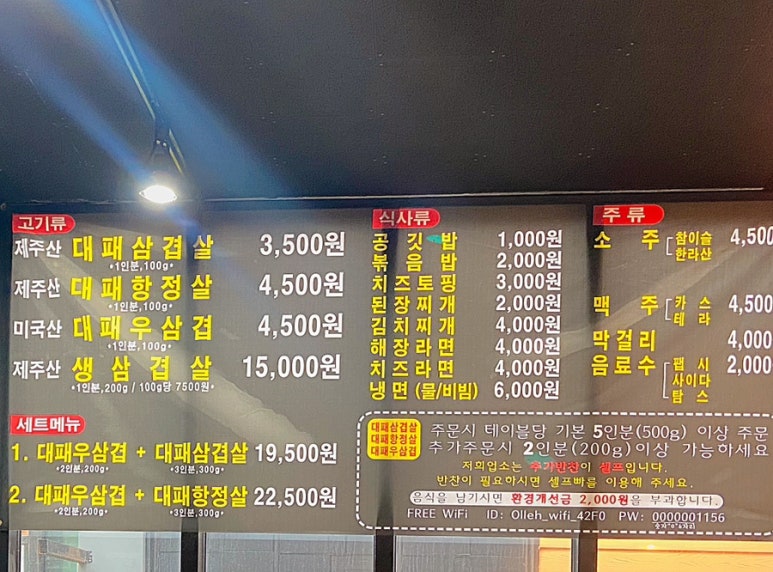 고기류
제주산 대패삼겹살 3,500원
*1인분,100g*
제주산 대패항정살 4,500원
*1인분,100g*
미국산 대패우삼겹 4,500원
*1인분,100g*
제주산 생삼겹살 15,000원
*1인분,200g / 100g당 7500원*
세트메뉴
1. 대패우삼겹 + 대패삼겹살 19,500원
*2인분,200g* *3인분,300g*
2. 대패우삼겹 + 대패항정살 22,500원
*2인분,200g* *3인분,300g*
식사류
공깃밥 1,000원
볶음밥 2,000원
치즈토핑 3,000원
된장찌개 2,000원
김치찌개 4,000원
해장라면 4,000원
치즈라면 4,000원
냉면 (물/비빔) 6,000원
주류
소주 참이슬 4,500
한라산
맥주 카스 4,500
테라
막걸리 4,000
음료수 펩시 2,000
사이다
탐스
대패삼겹살
대패항정살
대패우삼겹
주문시 테이블당 기본 5인분(500g) 이상 주문
추가주문시 2인분(200g)이상 가능하세요
저희업소는 추가반찬이 셀프입니다.
반찬이 필요하시면 셀프빠를 이용해 주세요.
음식을 남기시면 환경개선금 2,000원을 부과합니다.
FREE WiFi ID: Olleh_wifi_42F0 PW: 0000001156